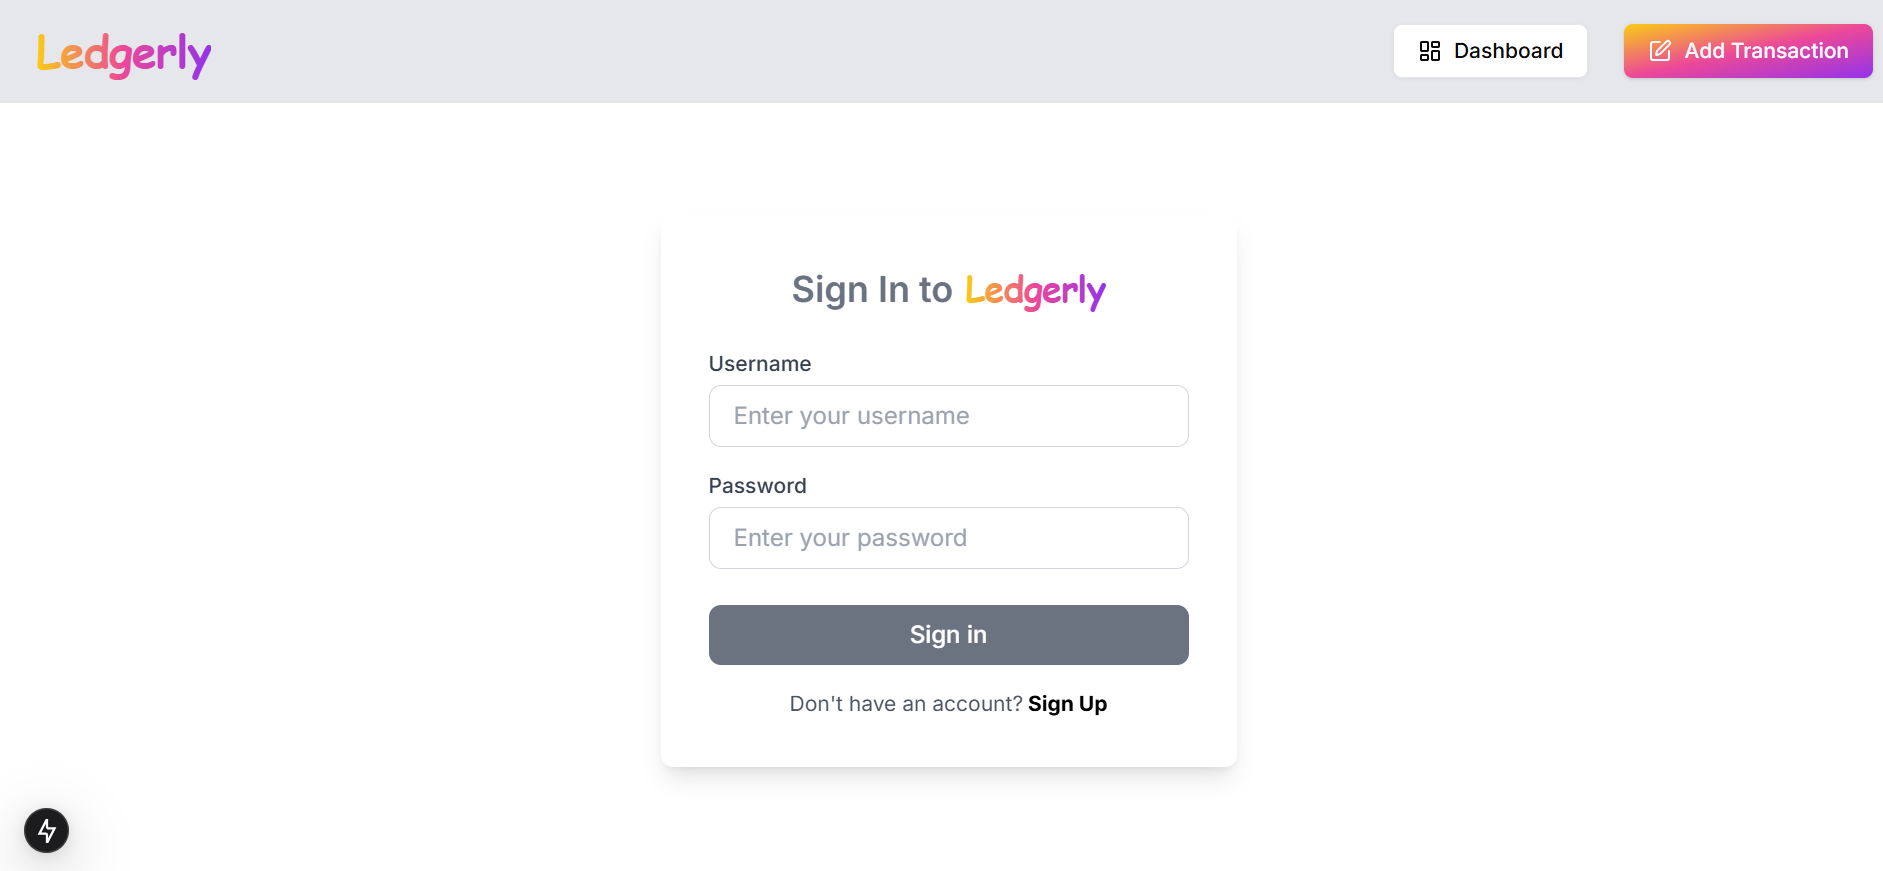 Ledgerly
Dashboard
Add Transaction
Sign In to Ledgerly
Username
Enter your username
Password
Enter your password
Sign in
Don't have an account? Sign Up